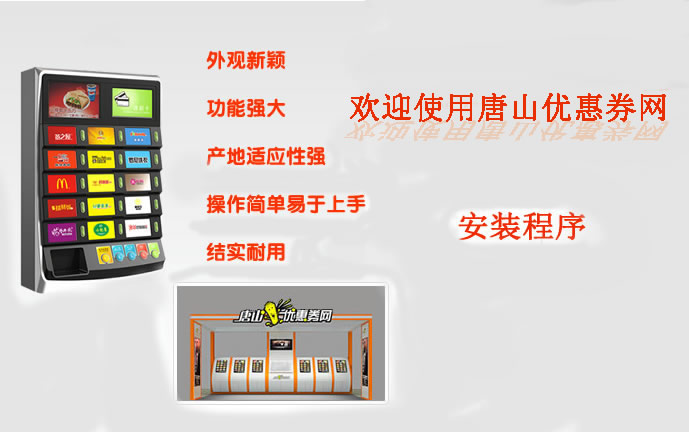 外观新颖
功能强大
欢迎使用唐山优惠券网
产地适应性强
操作简单易于上手
安装程序
结实耐用
唐山优惠券网